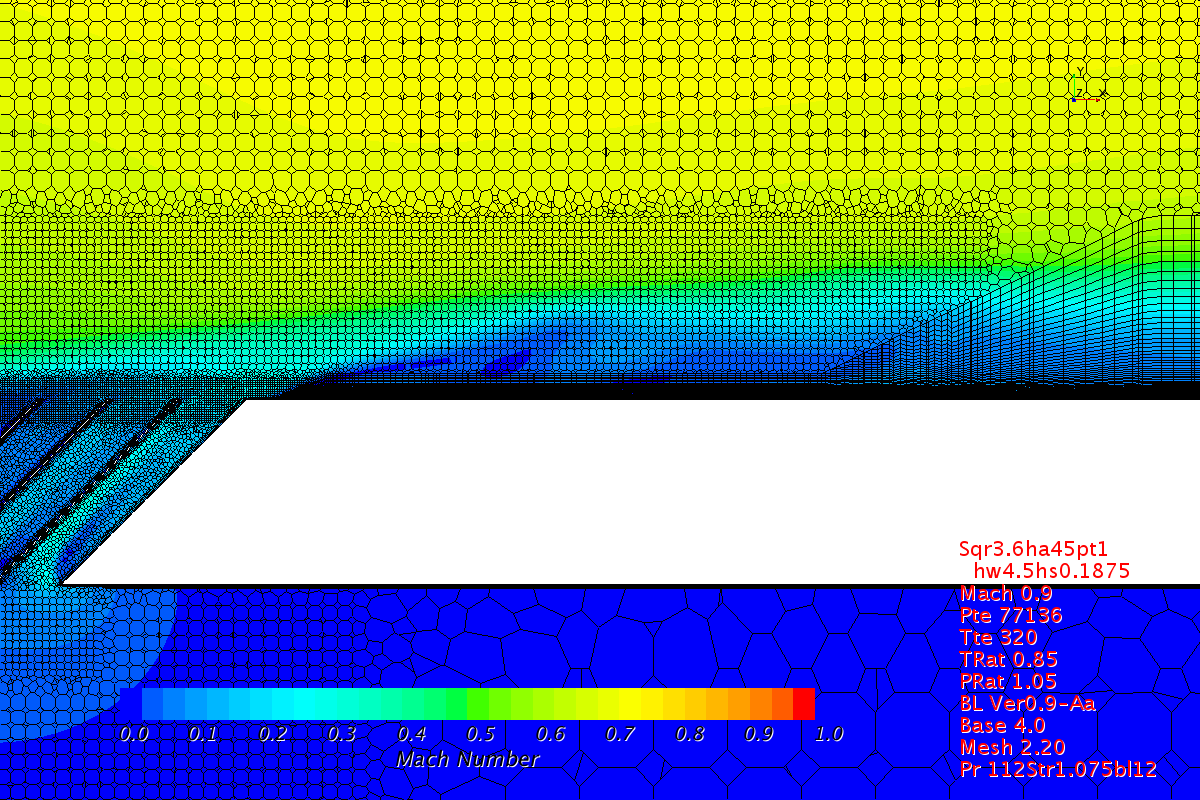 Y
Z X
Sqr3.6ha45pt1
hw4.5hs0.1875
Mach 0.9
Pte 77136
Tte 320
TRat 0.85
PRat 1.05
BL Ver0.9-Aa
Base 4.0
Mesh 2.20
Pr 112Str1.075bl12
0.0 0.1 0.2 0.3 0.4 0.5 0.6 0.7 0.8 0.9 1.0
Mach Number